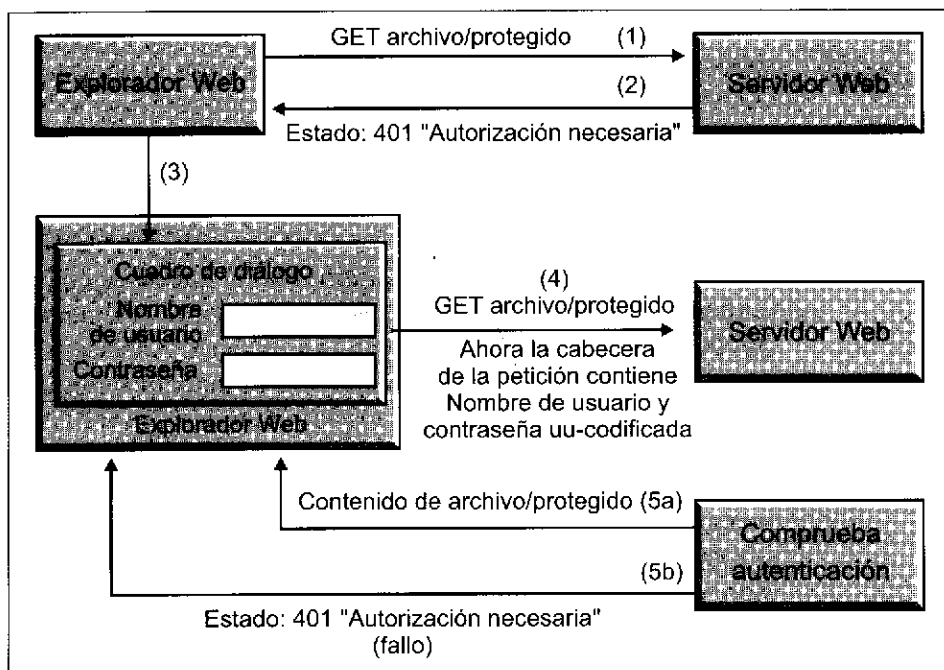 GET archivo/protegido (1)
Explorador Web
Servidor Web
(2)
Estado: 401 "Autorización necesaria"
(3)
Cuadro de diálogo
Nombre
de usuario
Contraseña
Explorador Web
(4)
GET archivo/protegido
Ahora la cabecera
de la petición contiene
Nombre de usuario y
contraseña uu-codificada
Servidor Web
Contenido de archivo/protegido (5a)
Comprueba
autenticación
(5b)
Estado: 401 "Autorización necesaria"
(fallo)